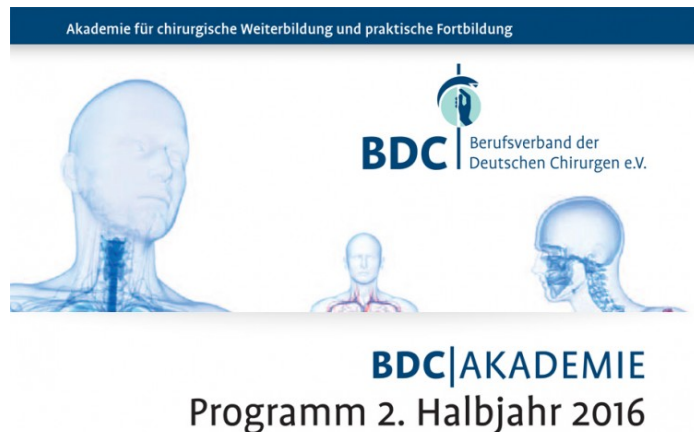 Akademie für chirurgische Weiterbildung und praktische Fortbildung
BDC
Berufsverband der
Deutschen Chirurgen e.V.
BDC|AKADEMIE
Programm 2. Halbjahr 2016